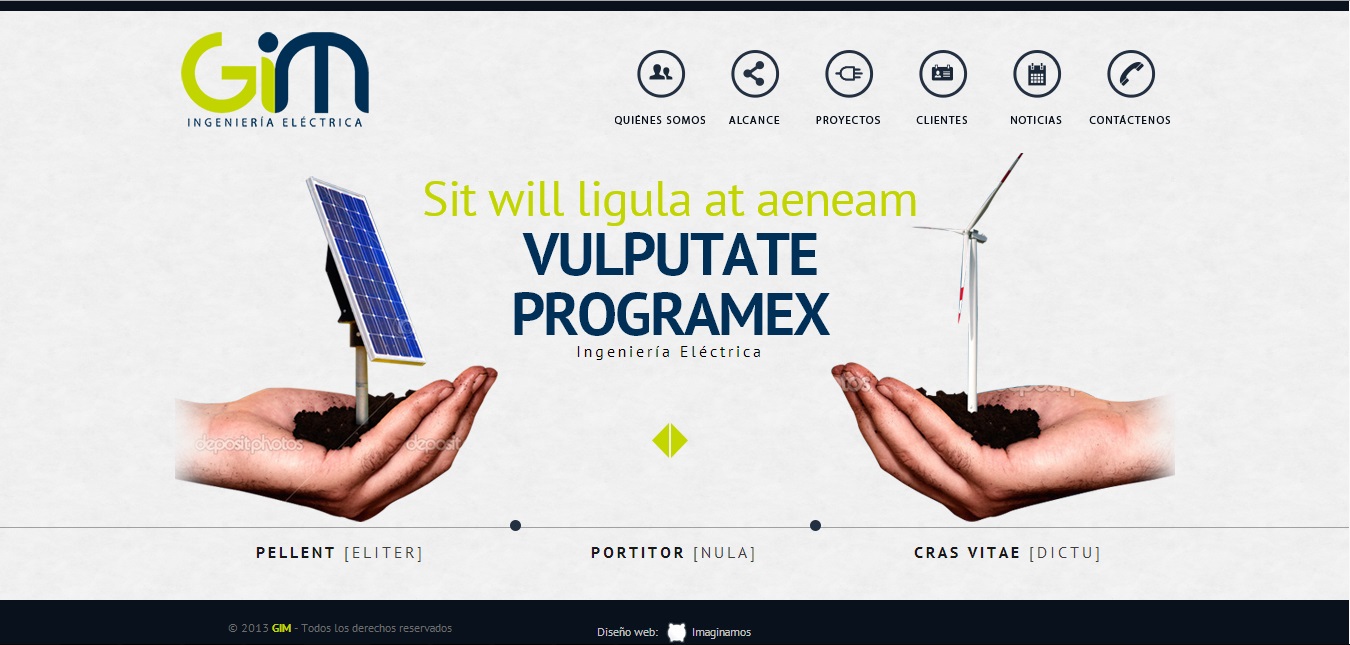 GiM
INGENIERÍA ELÉCTRICA
QUIÉNES SOMOS ALCANCE PROYECTOS CLIENTES NOTICIAS CONTÁCTENOS
Sit will ligula at aeneam
VULPUTATE
PROGRAMEX
Ingeniería Eléctrica
depositphotos deposit
PELLENT [ELITER] PORTITOR [NULA] CRAS VITAE [DICTU]
© 2013 GIM - Todos los derechos reservados
Diseño web: Imaginamos